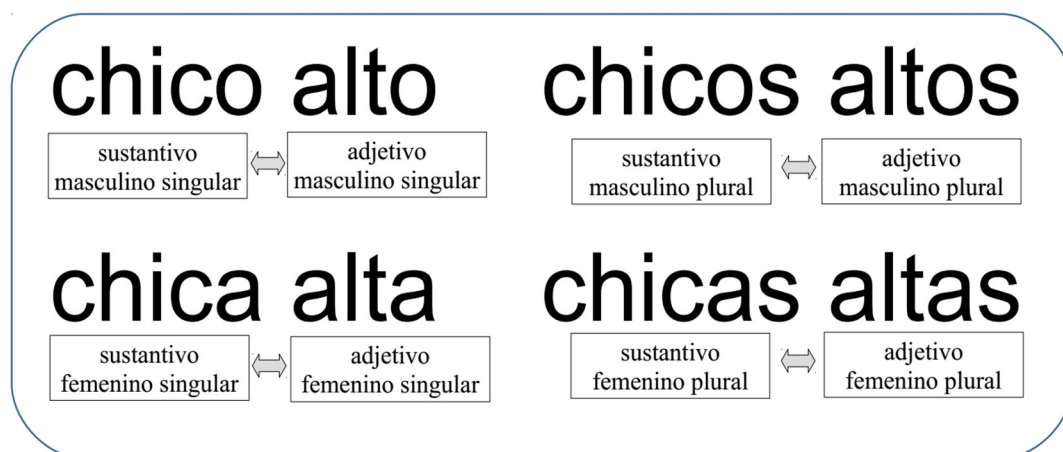 chico alto
sustantivo
masculino singular
adjetivo
masculino singular
chicos altos
sustantivo
masculino plural
adjetivo
masculino plural
chica alta
sustantivo
femenino singular
adjetivo
femenino singular
chicas altas
sustantivo
femenino plural
adjetivo
femenino plural